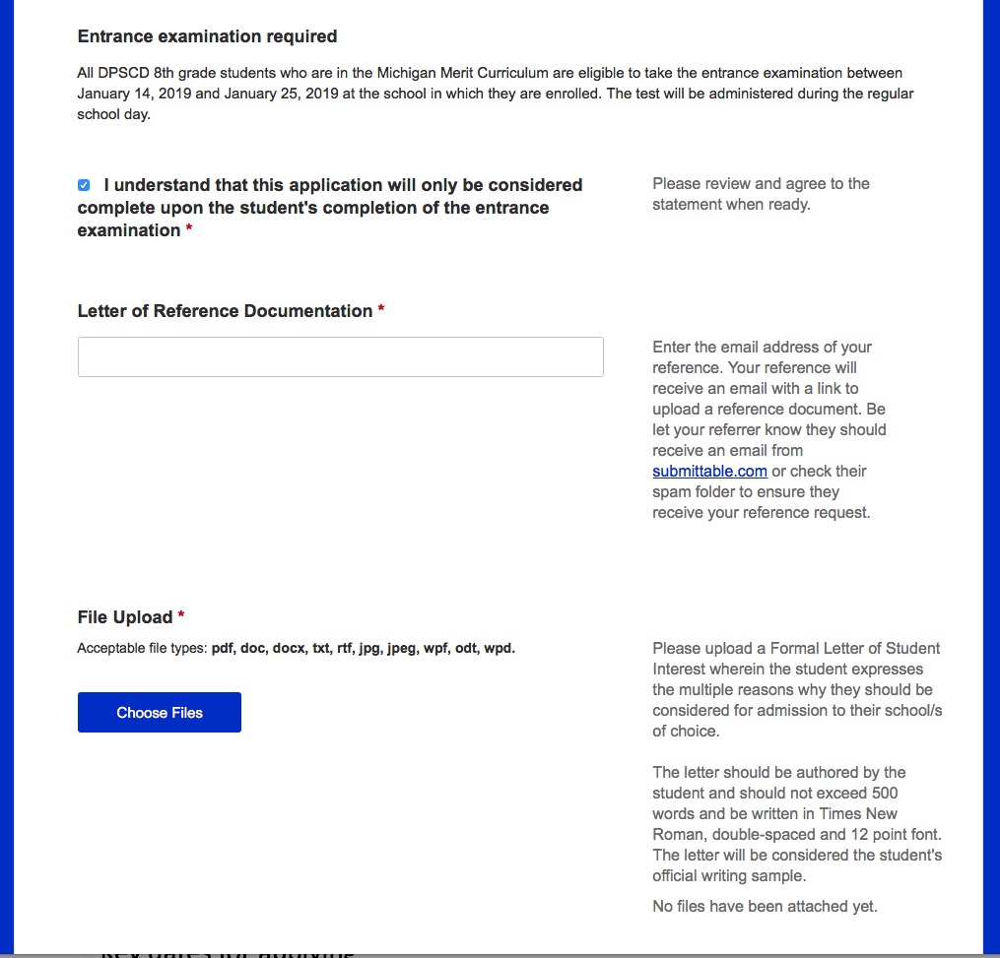 Entrance examination required
All DPSCD 8th grade students who are in the Michigan Merit Curriculum are eligible to take the entrance examination between
January 14, 2019 and January 25, 2019 at the school in which they are enrolled. The test will be administered during the regular
school day.
I understand that this application will only be considered
complete upon the student's completion of the entrance
examination *
Please review and agree to the
statement when ready.
Letter of Reference Documentation *
Enter the email address of your
reference. Your reference will
receive an email with a link to
upload a reference document. Be
let your referrer know they should
receive an email from
submittable.com or check their
spam folder to ensure they
receive your reference request.
File Upload *
Acceptable file types: pdf, doc, docx, txt, rtf, jpg, jpeg, wpf, odt, wpd.
Choose Files
Please upload a Formal Letter of Student
Interest wherein the student expresses
the multiple reasons why they should be
considered for admission to their school/s
of choice.
The letter should be authored by the
student and should not exceed 500
words and be written in Times New
Roman, double-spaced and 12 point font.
The letter will be considered the student's
official writing sample.
No files have been attached yet.
Key dates for applying